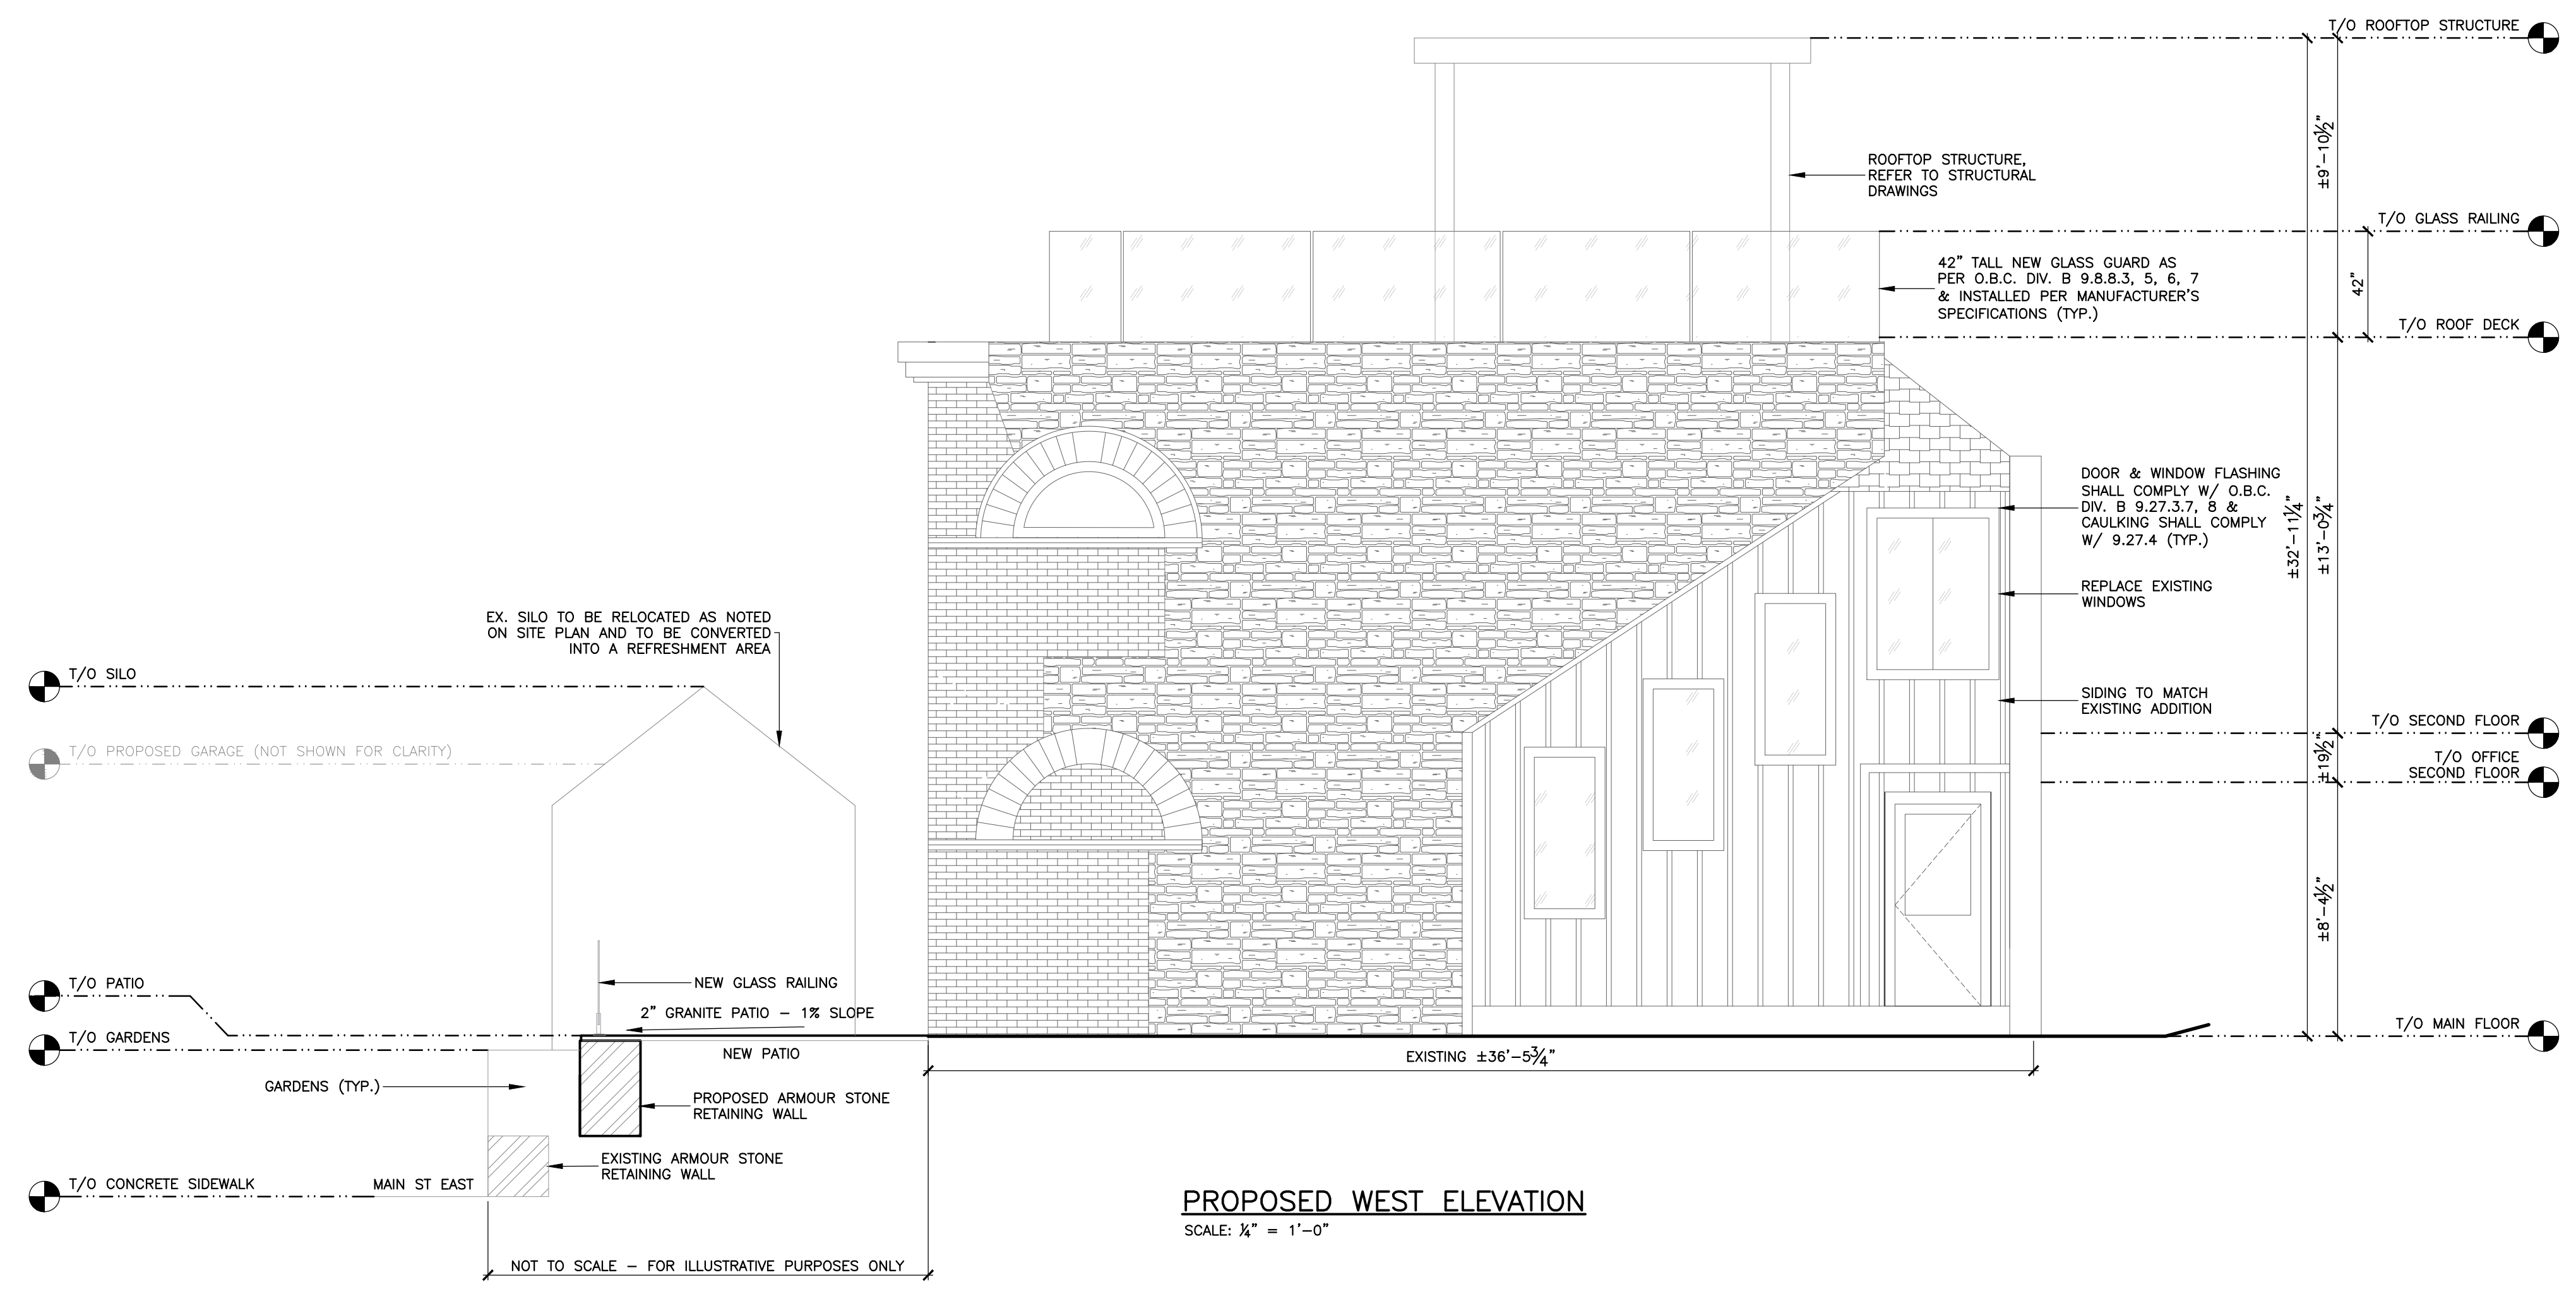 T/O ROOFTOP STRUCTURE
±9'-10½"
ROOFTOP STRUCTURE,
REFER TO STRUCTURAL
DRAWINGS
T/O GLASS RAILING
42" TALL NEW GLASS GUARD AS
PER O.B.C. DIV. B 9.8.8.3, 5, 6, 7
& INSTALLED PER MANUFACTURER'S
SPECIFICATIONS (TYP.)
42"
T/O ROOF DECK
DOOR & WINDOW FLASHING
SHALL COMPLY W/ O.B.C.
DIV. B 9.27.3.7, 8 &
CAULKING SHALL COMPLY
W/ 9.27.4 (TYP.)
±32'-11¼"
±13'-0¾"
REPLACE EXISTING
WINDOWS
EX. SILO TO BE RELOCATED AS NOTED
ON SITE PLAN AND TO BE CONVERTED
INTO A REFRESHMENT AREA
T/O SILO
SIDING TO MATCH
EXISTING ADDITION
T/O SECOND FLOOR
T/O PROPOSED GARAGE (NOT SHOWN FOR CLARITY)
±19½"
T/O OFFICE
SECOND FLOOR
±8'-4½"
T/O PATIO
NEW GLASS RAILING
2" GRANITE PATIO - 1% SLOPE
T/O MAIN FLOOR
T/O GARDENS
NEW PATIO
EXISTING ±36'-5¾"
GARDENS (TYP.)
PROPOSED ARMOUR STONE
RETAINING WALL
EXISTING ARMOUR STONE
RETAINING WALL
T/O CONCRETE SIDEWALK
MAIN ST EAST
PROPOSED WEST ELEVATION
SCALE: ¼" = 1'-0"
NOT TO SCALE - FOR ILLUSTRATIVE PURPOSES ONLY